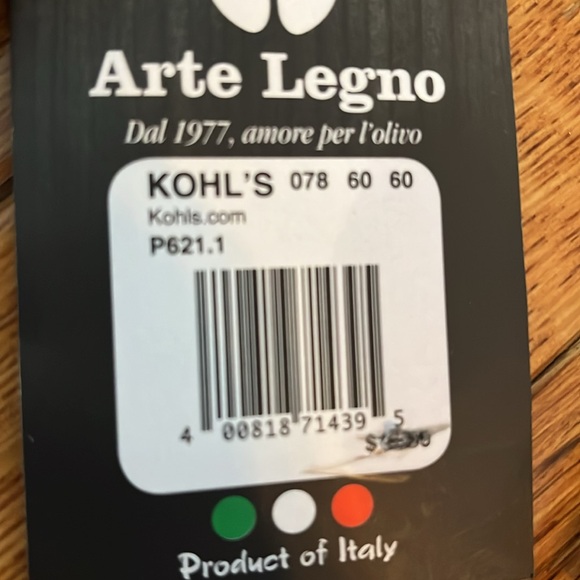 Arte Legno
Dal 1977, amore per l'olivo
KOHL'S 078 60 60
Kohls.com
P621.1
4 00818 71439 5
Product of Italy